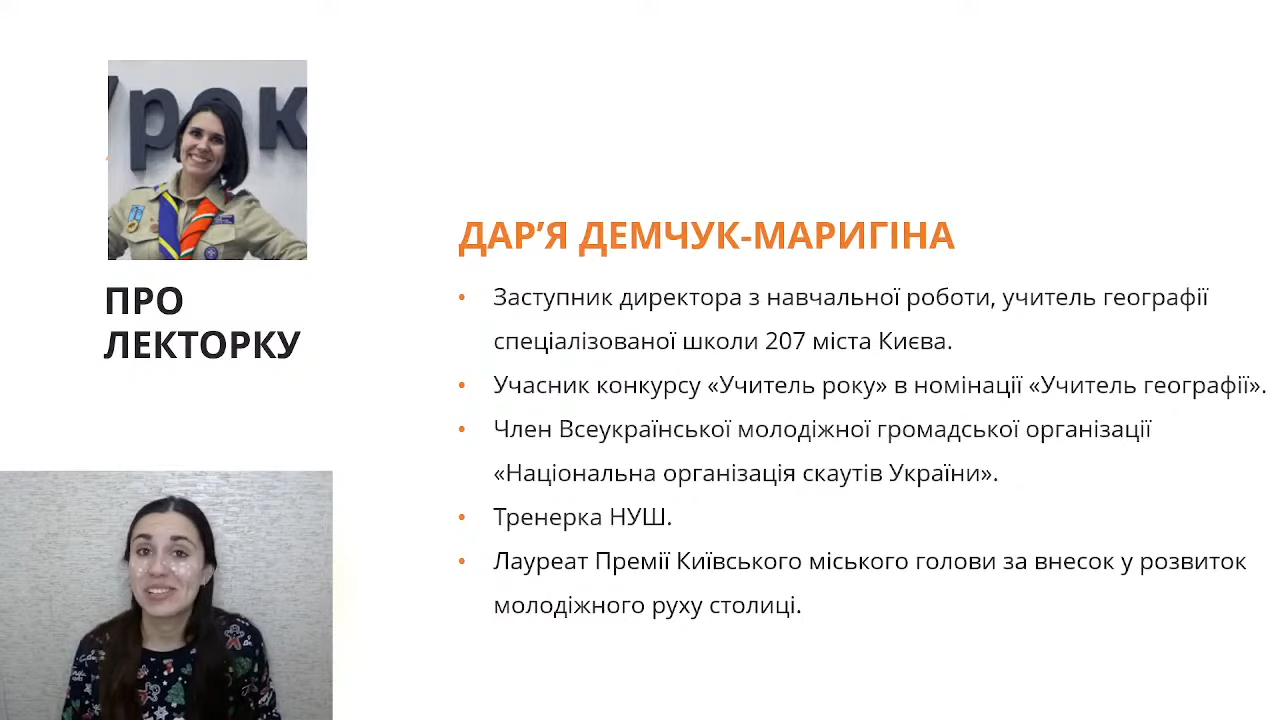 Урок
ПРО
ЛЕКТОРКУ
ДАР’Я ДЕМЧУК-МАРИГІНА
• Заступник директора з навчальної роботи, учитель географії
спеціалізованої школи 207 міста Києва.
• Учасник конкурсу «Учитель року» в номінації «Учитель географії».
• Член Всеукраїнської молодіжної громадської організації
«Національна організація скаутів України».
• Тренерка НУШ.
• Лауреат Премії Київського міського голови за внесок у розвиток
молодіжного руху столиці.